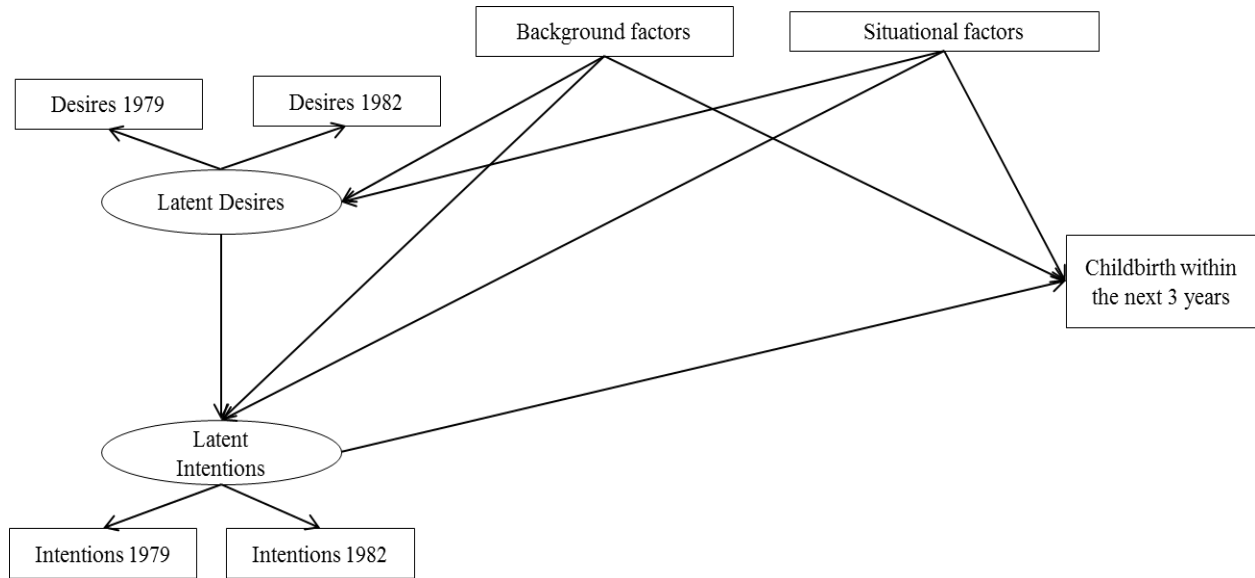 Background factors
Situational factors
Desires 1979
Desires 1982
Latent Desires
Childbirth within
the next 3 years
Latent
Intentions
Intentions 1979
Intentions 1982